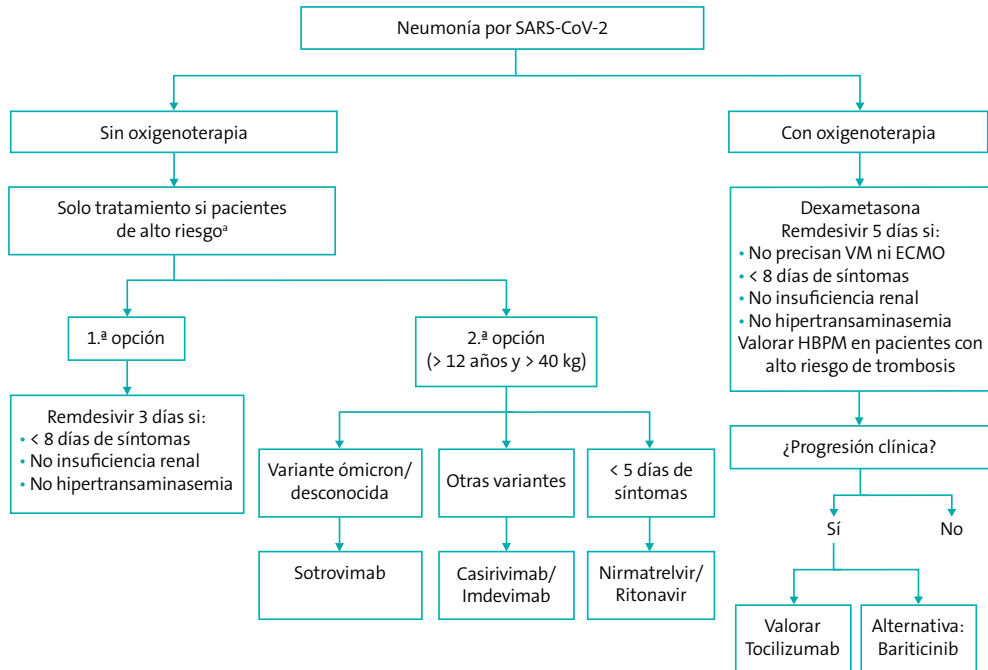 Neumonía por SARS-CoV-2
Sin oxigenoterapia
Con oxigenoterapia
Solo tratamiento si pacientes
de alto riesgoª
Dexametasona
Remdesivir 5 días si:
• No precisan VM ni ECMO
• < 8 días de síntomas
• No insuficiencia renal
• No hipertransaminasemia
Valorar HBPM en pacientes con
alto riesgo de trombosis
1.ª opción
2.ª opción
(> 12 años y > 40 kg)
Remdesivir 3 días si:
• < 8 días de síntomas
• No insuficiencia renal
• No hipertransaminasemia
Variante ómicron/
desconocida
Otras variantes
< 5 días de
síntomas
¿Progresión clínica?
Sí
No
Sotrovimab
Casirivimab/
Imdevimab
Nirmatrelvir/
Ritonavir
Valorar
Tocilizumab
Alternativa:
Bariticinib